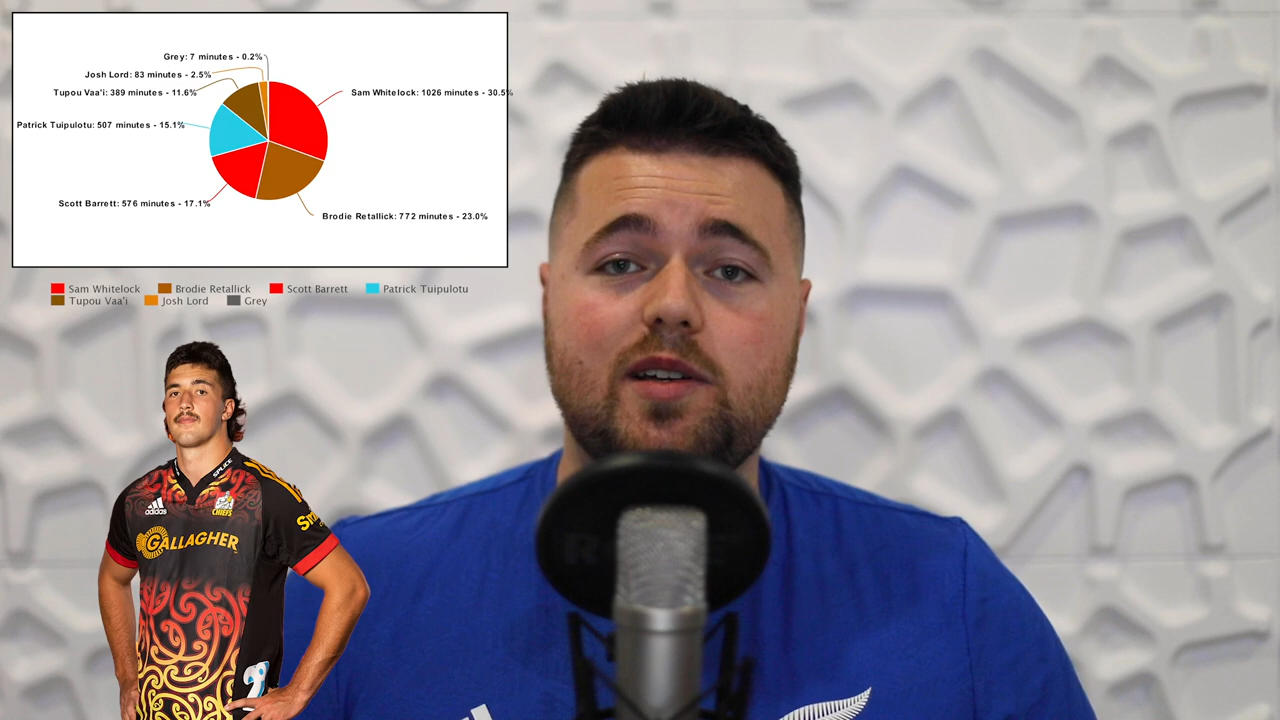 Grey: 7 minutes - 0.2%
Josh Lord: 83 minutes - 2.5%
Tupou Vaa'i: 389 minutes - 11.6%
Sam Whitelock: 1026 minutes - 30.5%
Patrick Tuipulotu: 507 minutes - 15.1%
Scott Barrett: 576 minutes - 17.1%
Brodie Retallick: 772 minutes - 23.0%
Sam Whitelock Brodie Retallick Scott Barrett Patrick Tuipulotu
Tupou Vaa'i Josh Lord Grey
SPLICE
adidas
CHIEFS
GALLAGHER